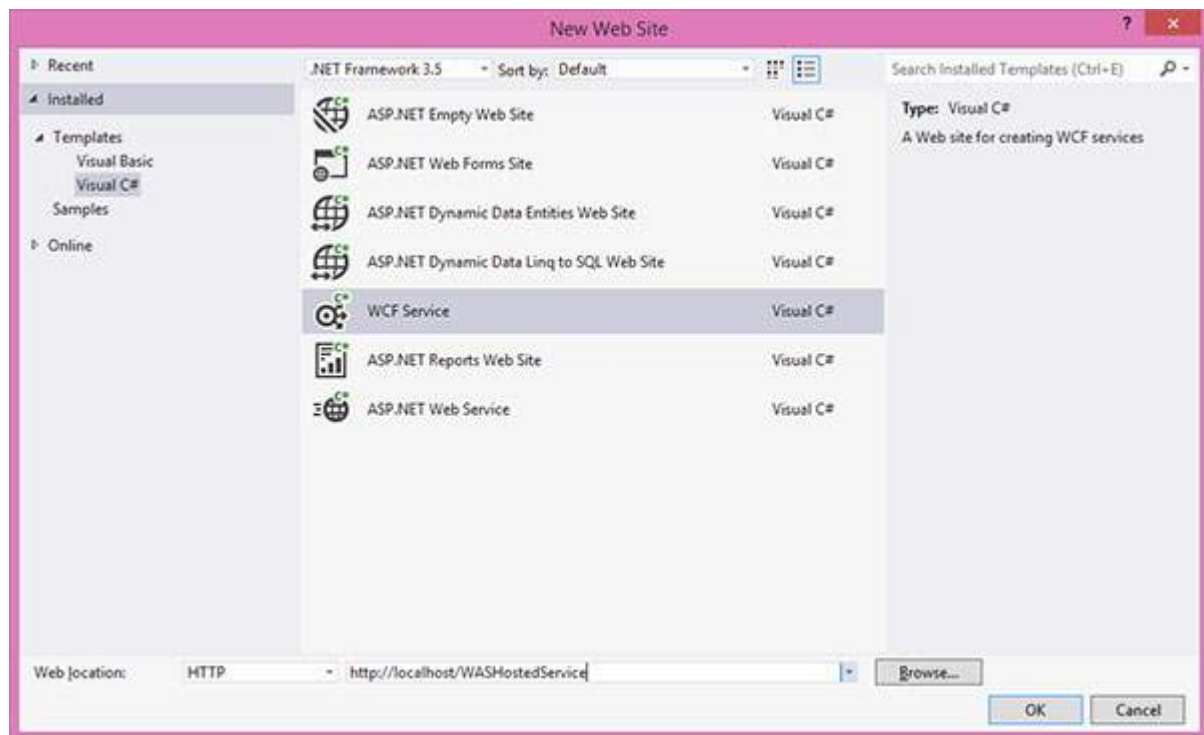 New Web Site
? ×
Recent
.NET Framework 3.5 Sort by: Default
Search Installed Templates (Ctrl+E)
Installed
Templates
Visual Basic
Visual C#
Samples
Online
ASP.NET Empty Web Site Visual C#
ASP.NET Web Forms Site Visual C#
ASP.NET Dynamic Data Entities Web Site Visual C#
ASP.NET Dynamic Data Linq to SQL Web Site Visual C#
WCF Service Visual C#
ASP.NET Reports Web Site Visual C#
ASP.NET Web Service Visual C#
Type: Visual C#
A Web site for creating WCF services
Web location: HTTP http://localhost/WASHostedService Browse...
OK Cancel